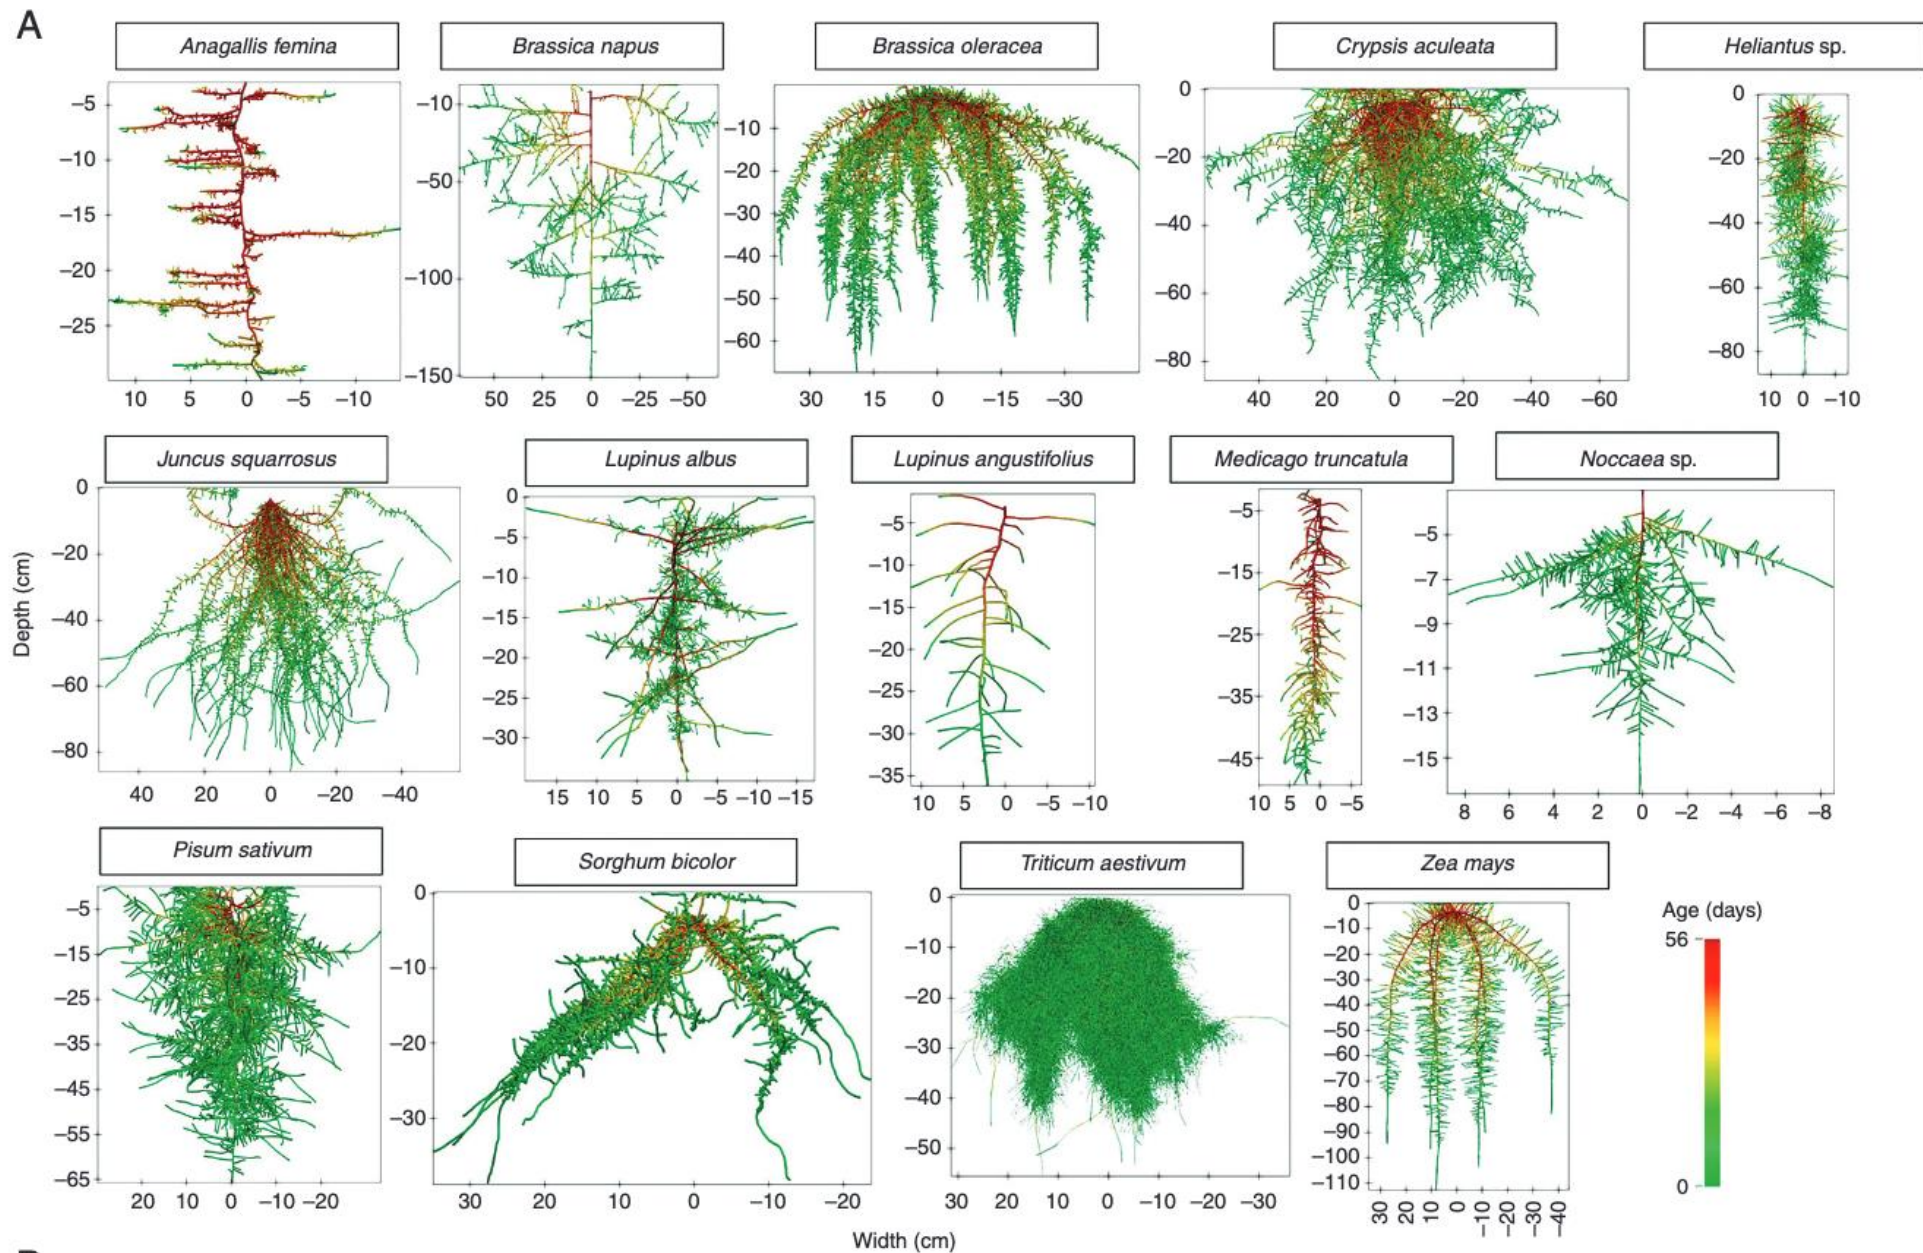 A
Anagallis femina
Brassica napus
Brassica oleracea
Crypsis aculeata
Heliantus sp.
–5
–10
–15
–20
–25
10 5 0 –5 –10
–10
–50
–100
–150
50 25 0 –25 –50
–10
–20
–30
–40
–50
–60
30 15 0 –15 –30
0
–20
–40
–60
–80
40 20 0 –20 –40 –60
0
–20
–40
–60
–80
10 0 –10
Depth (cm)
Juncus squarrosus
Lupinus albus
Lupinus angustifolius
Medicago truncatula
Noccaea sp.
0
–20
–40
–60
–80
40 20 0 –20 –40
0
–5
–10
–15
–20
–25
–30
15 10 5 0 –5 –10 –15
–5
–10
–15
–20
–25
–30
–35
10 5 0 –5 –10
–5
–15
–25
–35
–45
10 5 0 –5
–5
–7
–9
–11
–13
–15
8 6 4 2 0 –2 –4 –6 –8
Pisum sativum
Sorghum bicolor
Triticum aestivum
Zea mays
–5
–15
–25
–35
–45
–55
–65
20 10 0 –10 –20
0
–10
–20
–30
30 20 10 0 –10 –20
0
–10
–20
–30
–40
–50
30 20 10 0 –10 –20 –30
0
–10
–20
–30
–40
–50
–60
–70
–80
–90
–100
–110
30 20 10 0 –10 –20 –30 –40
Age (days)
56
0
Width (cm)